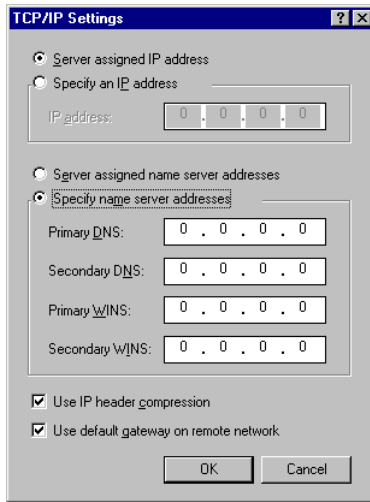 TCP/IP Settings
Server assigned IP address
Specify an IP address
IP address: 0 . 0 . 0 . 0
Server assigned name server addresses
Specify name server addresses
Primary DNS: 0 . 0 . 0 . 0
Secondary DNS: 0 . 0 . 0 . 0
Primary WINS: 0 . 0 . 0 . 0
Secondary WINS: 0 . 0 . 0 . 0
Use IP header compression
Use default gateway on remote network
OK Cancel